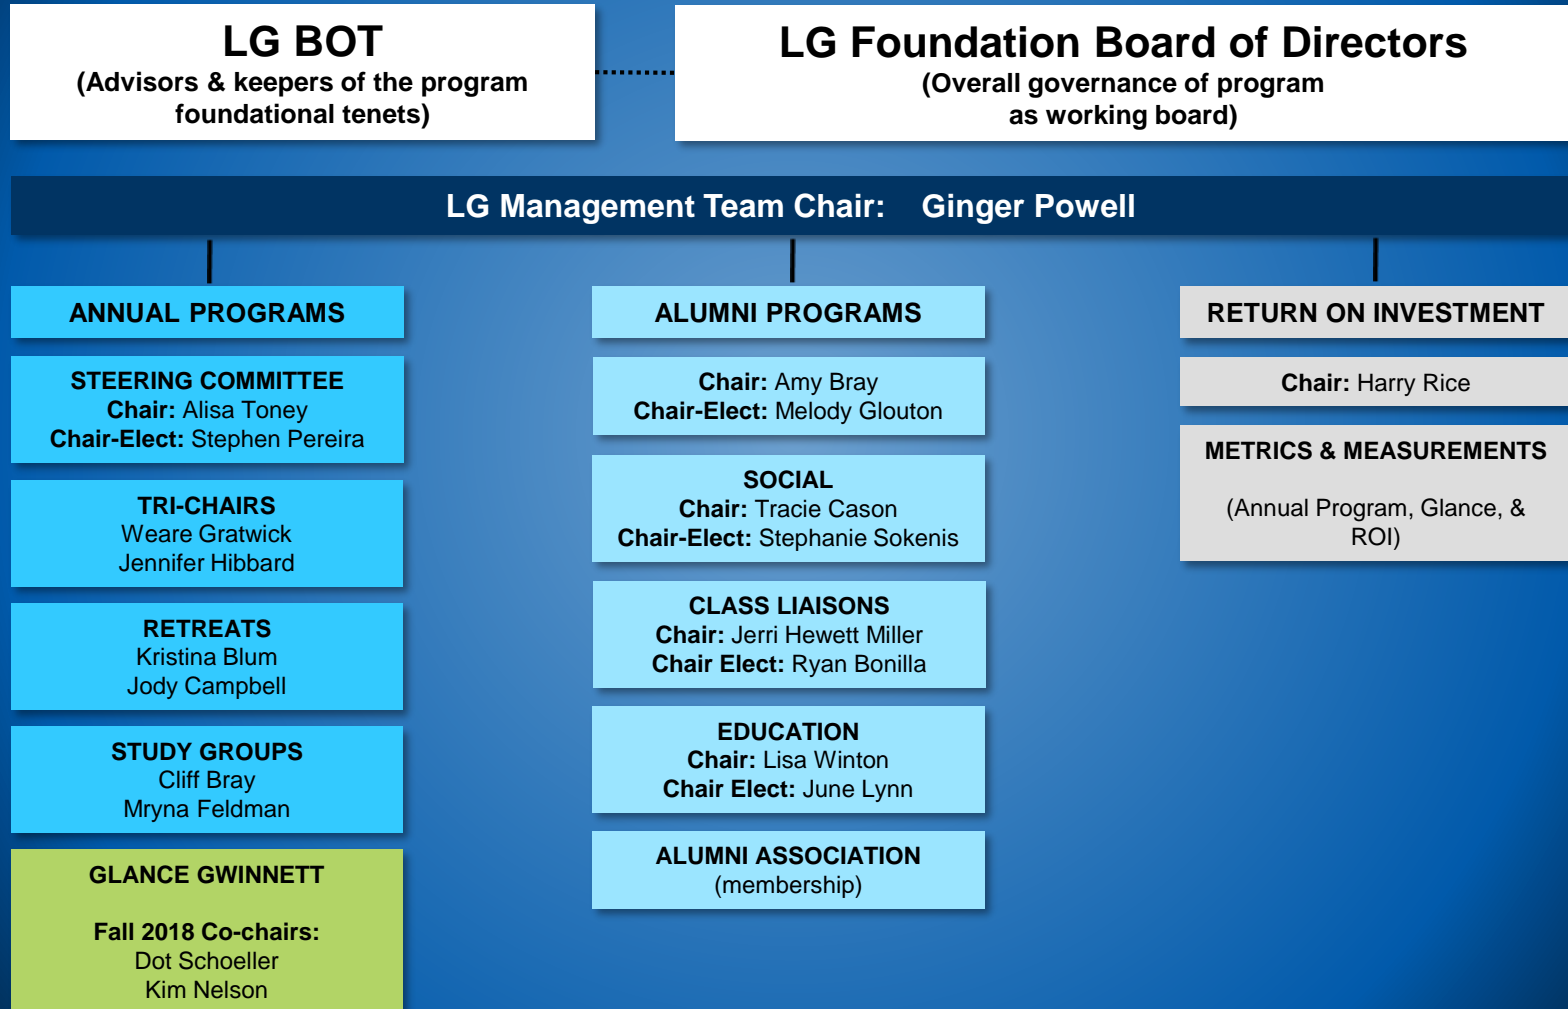 LG BOT
(Advisors & keepers of the program
foundational tenets)
LG Foundation Board of Directors
(Overall governance of program
as working board)
LG Management Team Chair: Ginger Powell
ANNUAL PROGRAMS
STEERING COMMITTEE
Chair: Alisa Toney
Chair-Elect: Stephen Pereira
TRI-CHAIRS
Weare Gratwick
Jennifer Hibbard
RETREATS
Kristina Blum
Jody Campbell
STUDY GROUPS
Cliff Bray
Mryna Feldman
GLANCE GWINNETT
Fall 2018 Co-chairs:
Dot Schoeller
Kim Nelson
ALUMNI PROGRAMS
Chair: Amy Bray
Chair-Elect: Melody Glouton
SOCIAL
Chair: Tracie Cason
Chair-Elect: Stephanie Sokenis
CLASS LIAISONS
Chair: Jerri Hewett Miller
Chair Elect: Ryan Bonilla
EDUCATION
Chair: Lisa Winton
Chair Elect: June Lynn
ALUMNI ASSOCIATION
(membership)
RETURN ON INVESTMENT
Chair: Harry Rice
METRICS & MEASUREMENTS
(Annual Program, Glance, &
ROI)